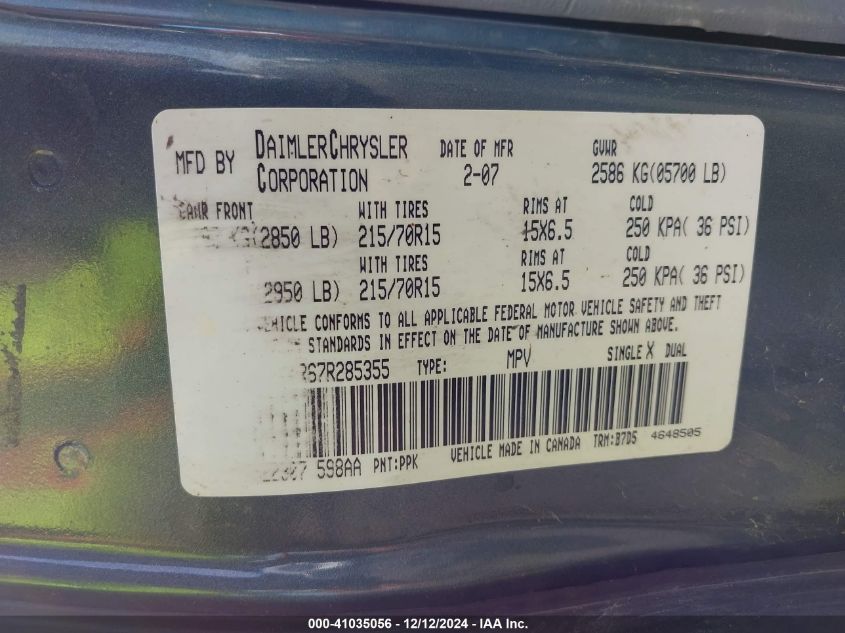 MFD BY DAIMLERCHRYSLER CORPORATION DATE OF MFR 2-07 GVWR 2586 KG(05700 LB)
GAWR FRONT WITH TIRES RIMS AT COLD
KG(2850 LB) 215/70R15 15X6.5 250 KPA( 36 PSI)
WITH TIRES RIMS AT COLD
2950 LB) 215/70R15 15X6.5 250 KPA( 36 PSI)
VEHICLE CONFORMS TO ALL APPLICABLE FEDERAL MOTOR VEHICLE SAFETY AND THEFT
STANDARDS IN EFFECT ON THE DATE OF MANUFACTURE SHOWN ABOVE.
R67R285355 TYPE: MPV SINGLE X DUAL
598AA PNT:PPK VEHICLE MADE IN CANADA TRM:B7D5 4648505
000-41035056 - 12/12/2024 - IAA Inc.